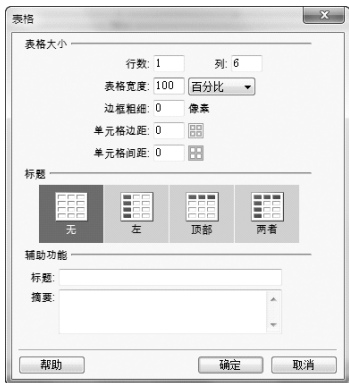 表格
表格大小
行数: 1 列: 6
表格宽度: 100 百分比
边框粗细: 0 像素
单元格边距: 0
单元格间距: 0
标题
无 左 顶部 两者
辅助功能
标题:
摘要:
帮助 确定 取消